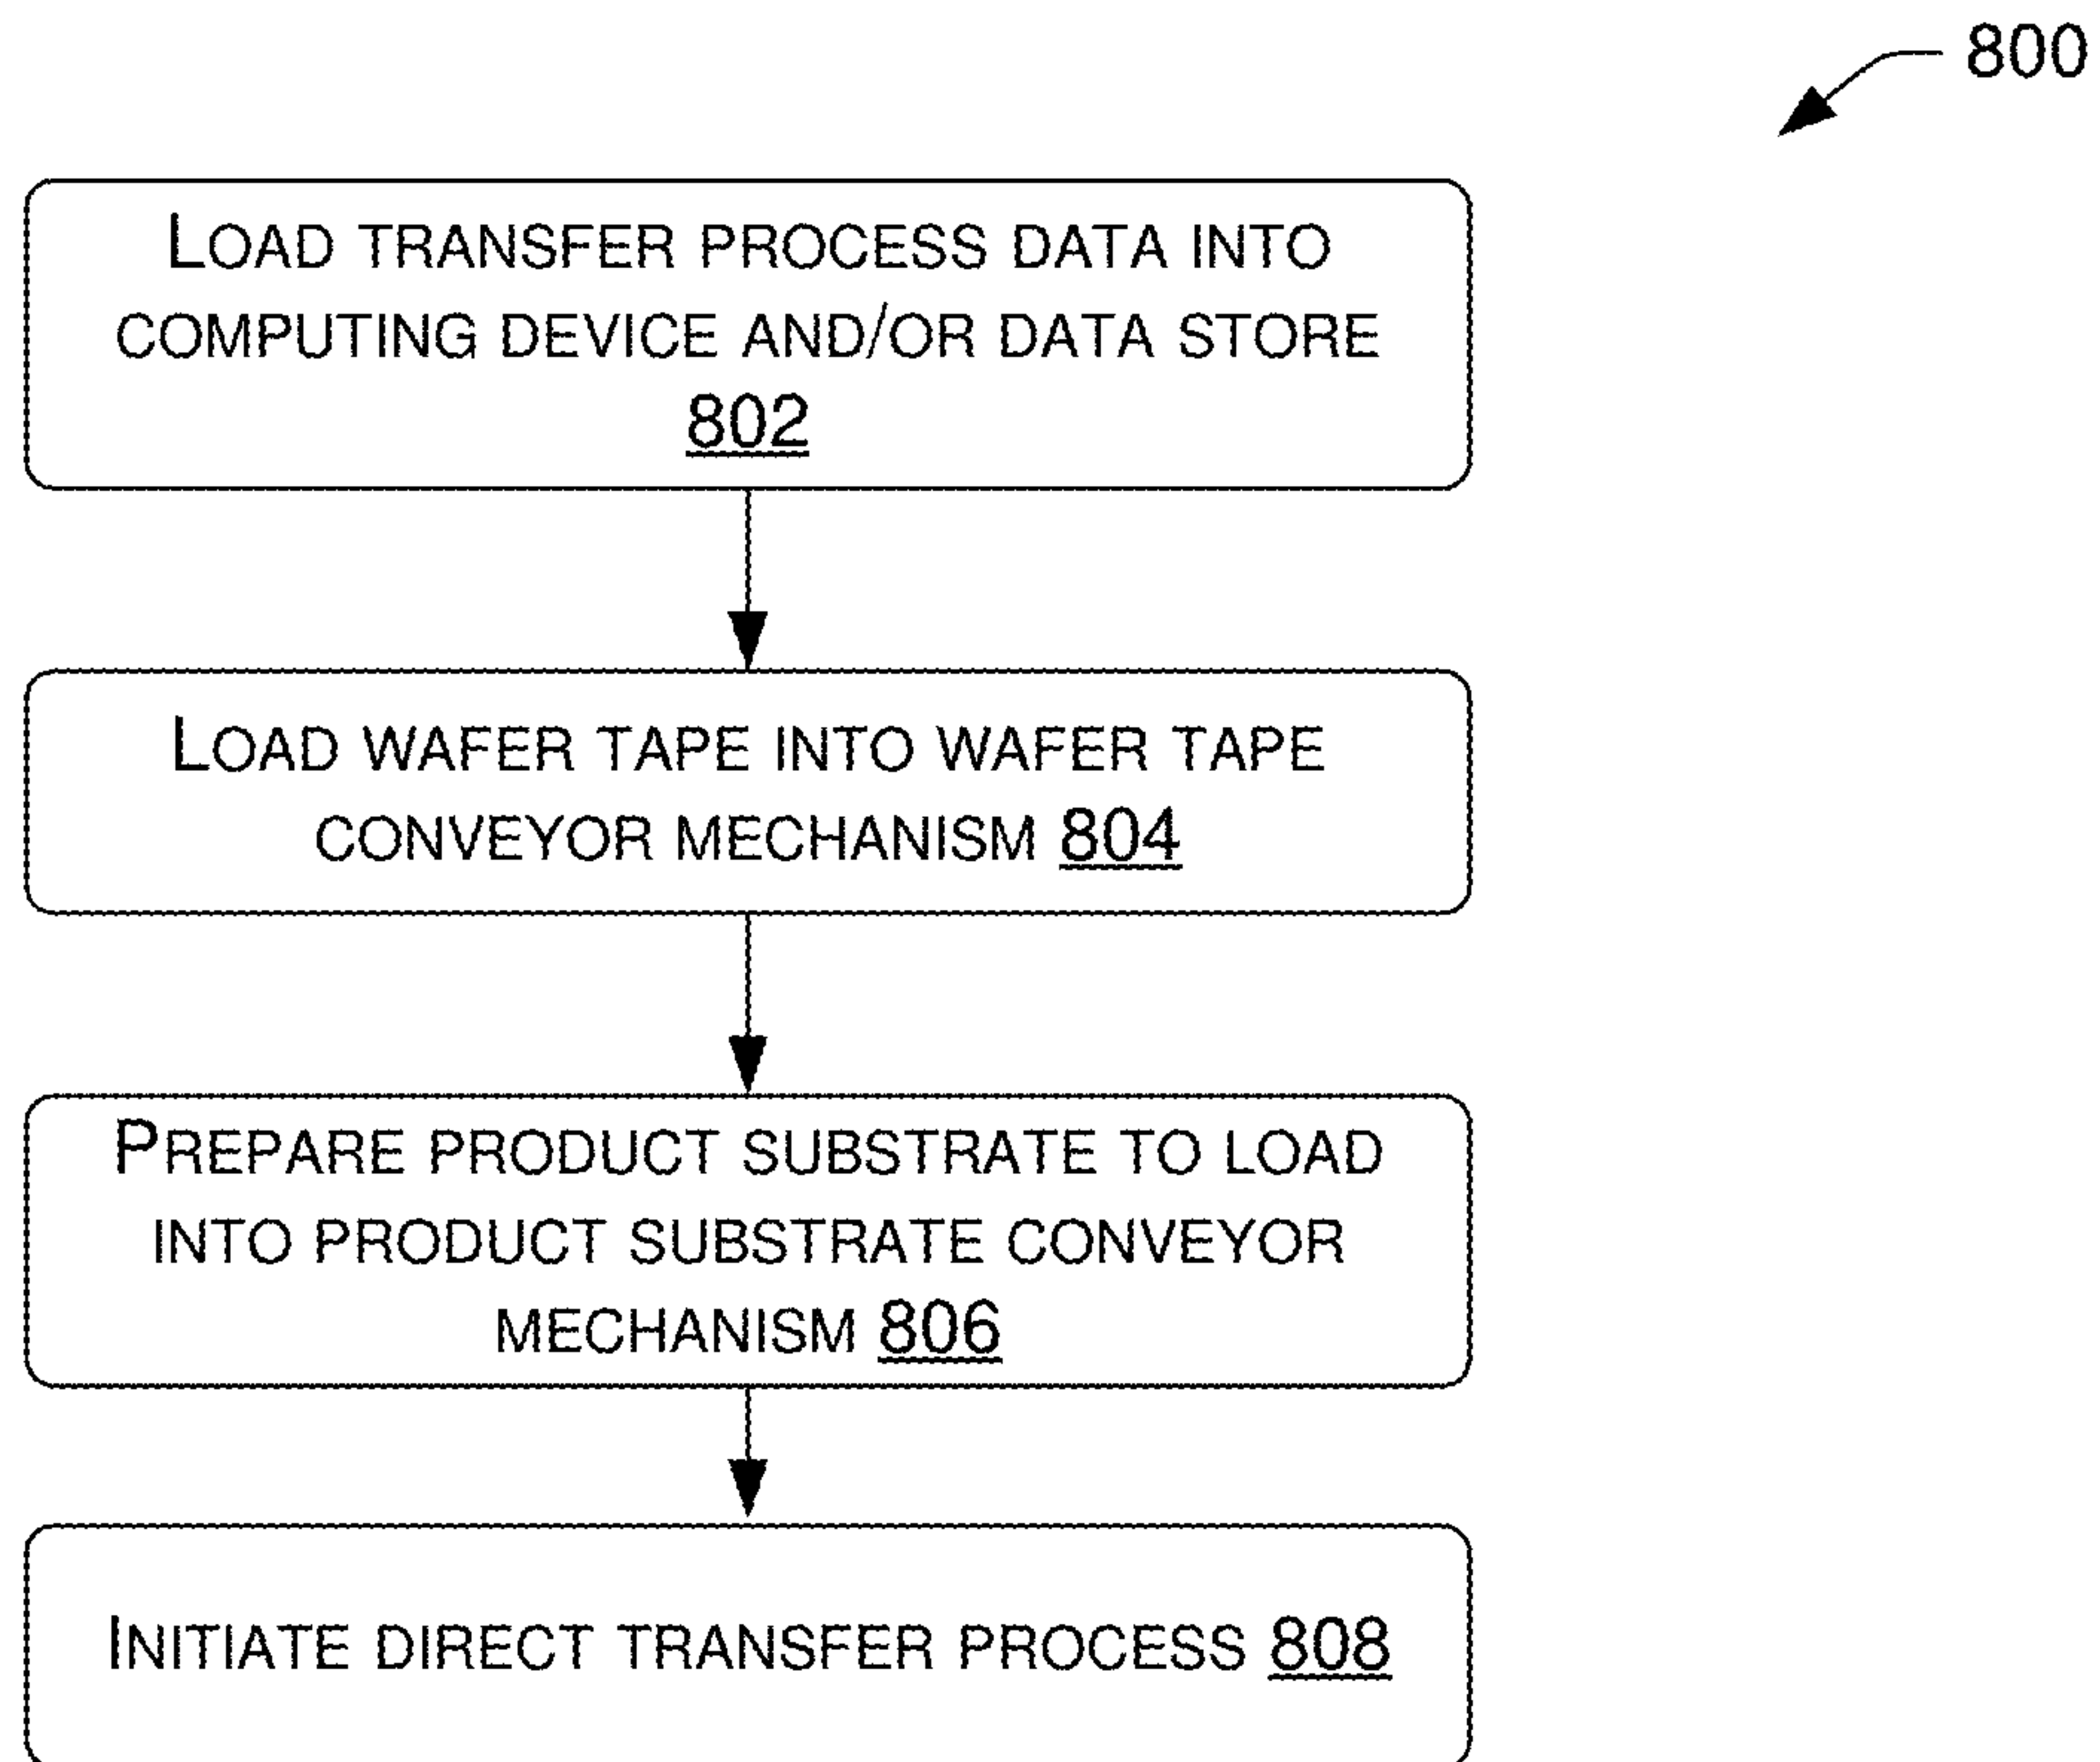 800
LOAD TRANSFER PROCESS DATA INTO
COMPUTING DEVICE AND/OR DATA STORE
802
LOAD WAFER TAPE INTO WAFER TAPE
CONVEYOR MECHANISM 804
PREPARE PRODUCT SUBSTRATE TO LOAD
INTO PRODUCT SUBSTRATE CONVEYOR
MECHANISM 806
INITIATE DIRECT TRANSFER PROCESS 808